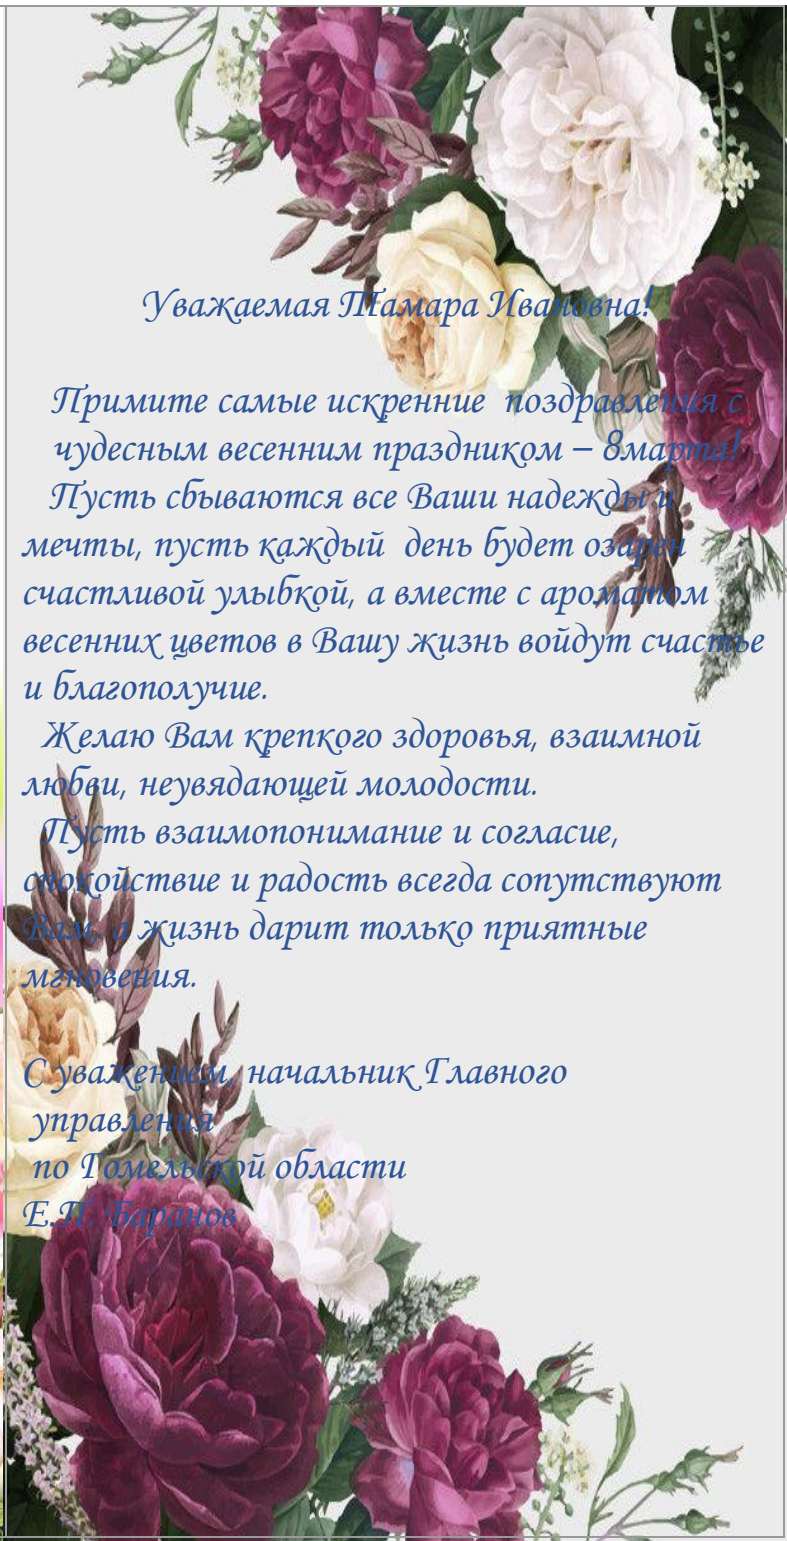 Уважаемая Тамара Ивановна!
Примите самые искренние поздравления с
чудесным весенним праздником – 8марта!
Пусть сбываются все Ваши надежды и
мечты, пусть каждый день будет озарен
счастливой улыбкой, а вместе с ароматом
весенних цветов в Вашу жизнь войдут счастье
и благополучие.
Желаю Вам крепкого здоровья, взаимной
любви, неувядающей молодости.
Пусть взаимопонимание и согласие,
спокойствие и радость всегда сопутствуют
Вам, а жизнь дарит только приятные
мгновения.
С уважением, начальник Главного
управления
по Гомельской области
Е.П. Баранов